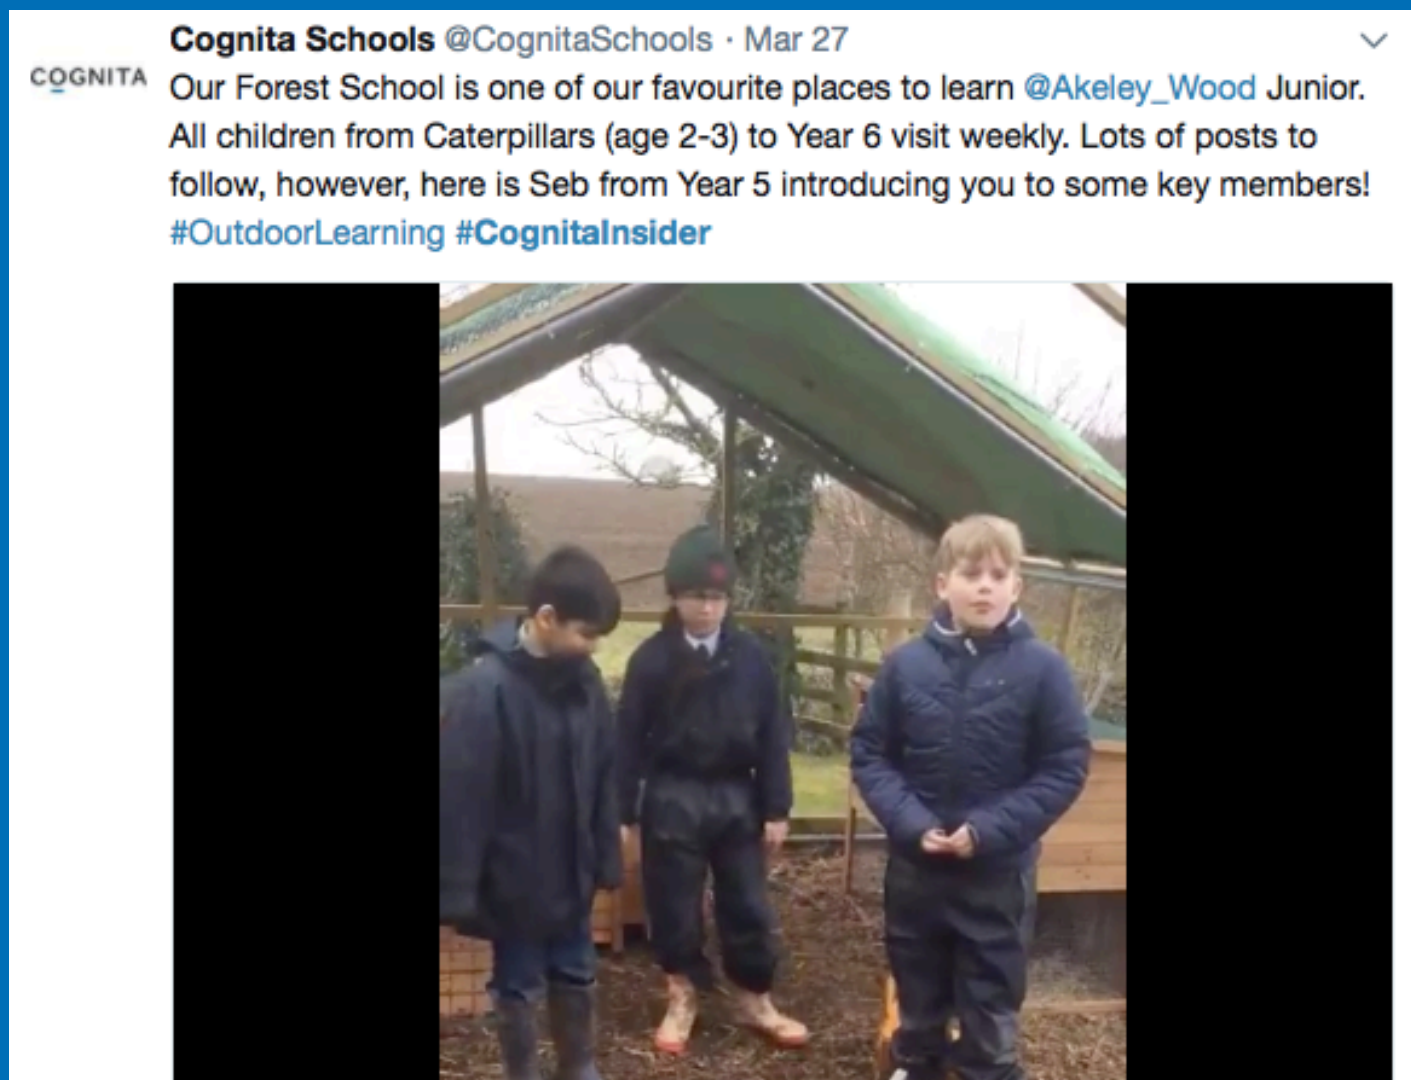 Cognita Schools @CognitaSchools · Mar 27
COGNITA
Our Forest School is one of our favourite places to learn @Akeley_Wood Junior.
All children from Caterpillars (age 2-3) to Year 6 visit weekly. Lots of posts to
follow, however, here is Seb from Year 5 introducing you to some key members!
#OutdoorLearning #CognitaInsider